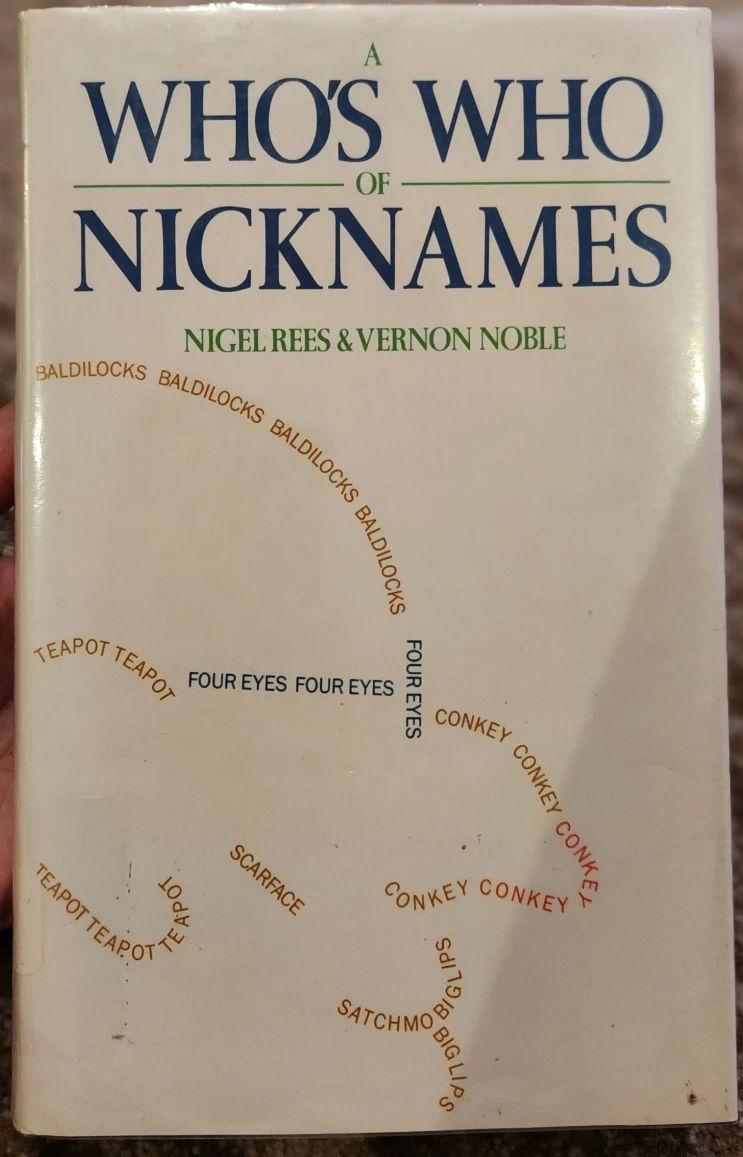 A
WHO'S WHO
OF
NICKNAMES
NIGEL REES & VERNON NOBLE
BALDILOCKS BALDILOCKS BALDILOCKS BALDILOCKS
TEAPOT TEAPOT
FOUR EYES FOUR EYES
FOUR EYES
CONKEY CONKEY CONKEY
TEAPOT TEAPOT TEAPOT
SCARFACE
CONKEY CONKEY
SATCHMO
BIG LIPS
BIG LIPS